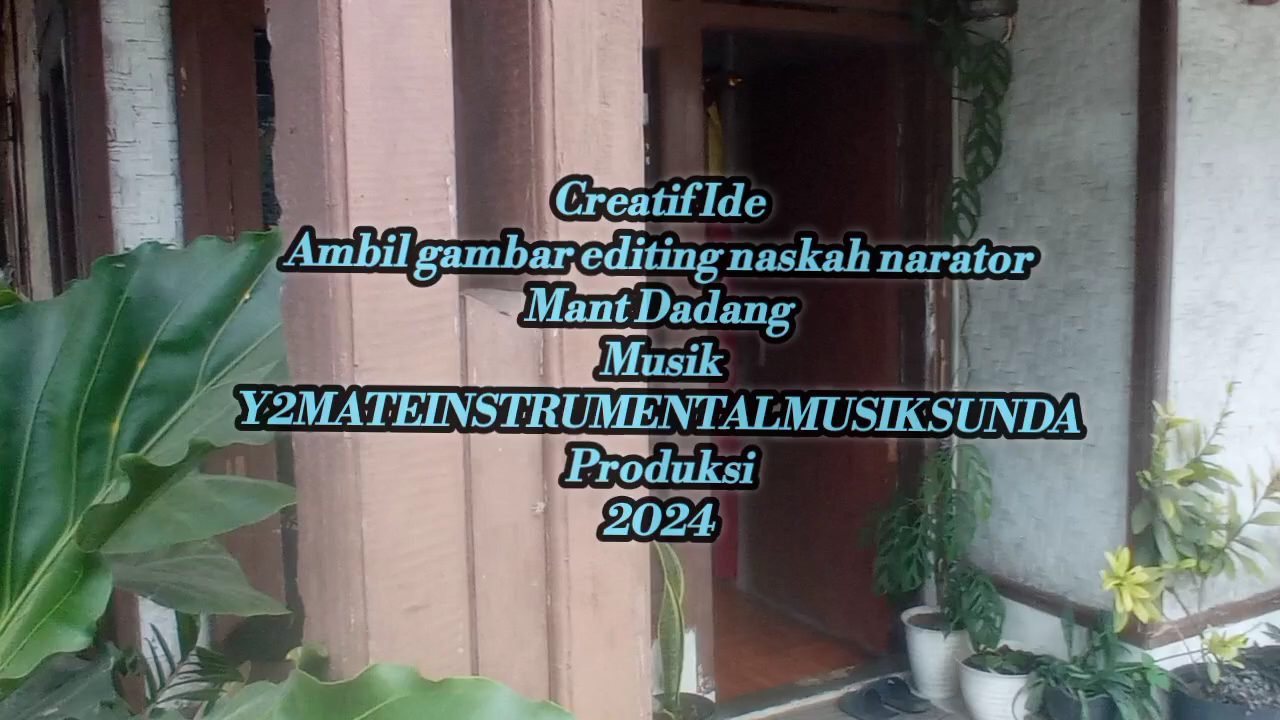 Creatif Ide
Ambil gambar editing naskah narator
Mant Dadang
Musik
Y2MATEINSTRUMENTALMUSIKSUNDA
Produksi
2024